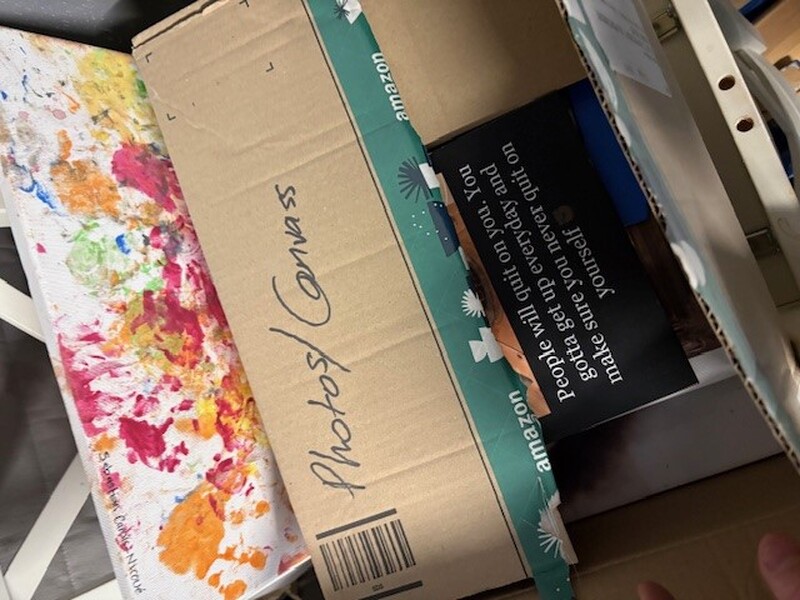 Photos/Canvass
amazon
amazon
People will quit on you. You
gotta get up everyday and
make sure you never quit on
yourself